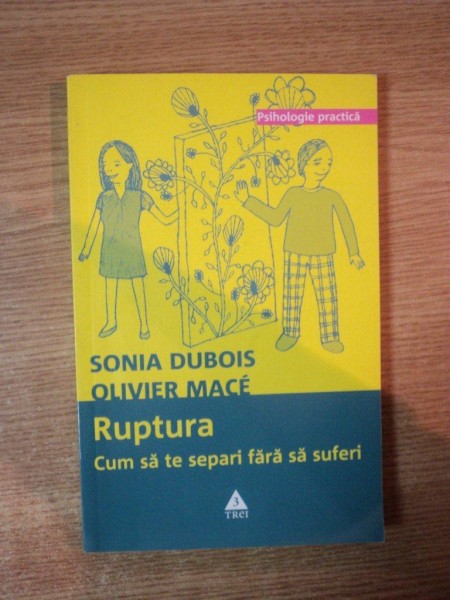 Psihologie practică
SONIA DUBOIS
OLIVIER MACÉ
Ruptura
Cum să te separi fără să suferi
3
TREI